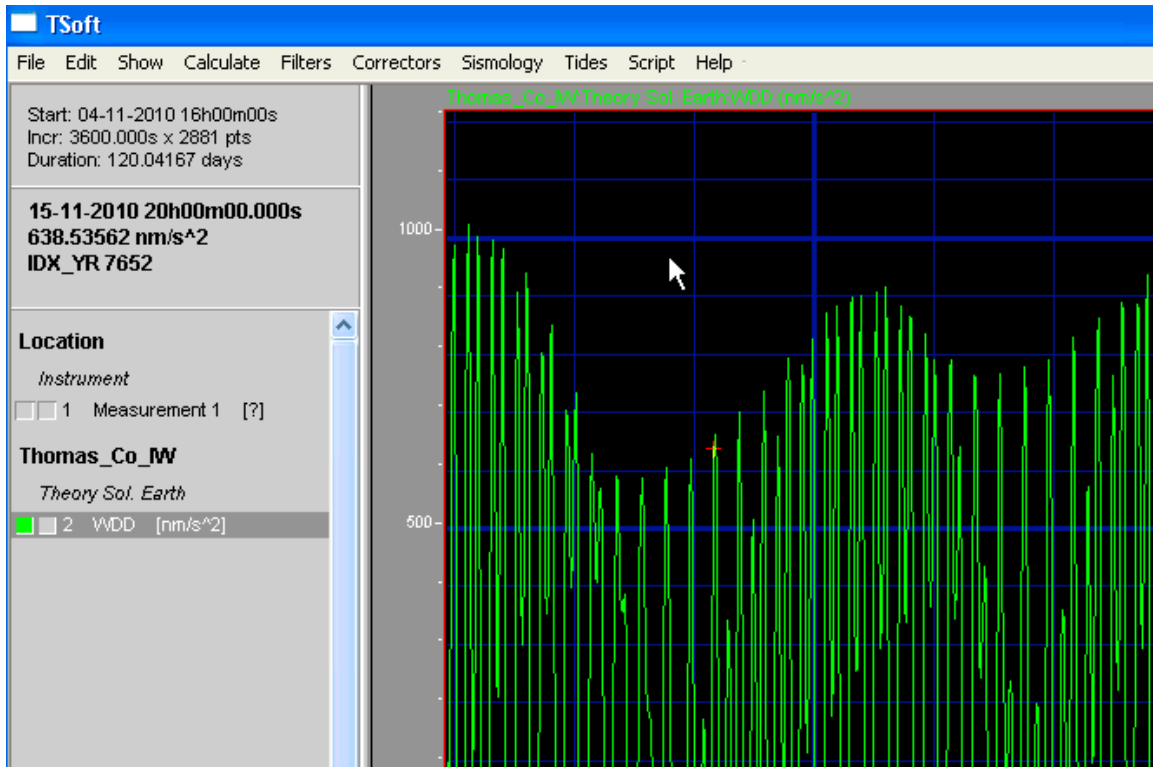 TSoft
File Edit Show Calculate Filters Correctors Sismology Tides Script Help
Thomas_Co_IW:Theory Sol. Earth:WDD (nm/s^2)
Start: 04-11-2010 16h00m00s
Incr: 3600.000s x 2881 pts
Duration: 120.04167 days
15-11-2010 20h00m00.000s
638.53562 nm/s^2
IDX_YR 7652
Location
Instrument
1 Measurement 1 [?]
Thomas_Co_IW
Theory Sol. Earth
2 WDD [nm/s^2]
1000
500